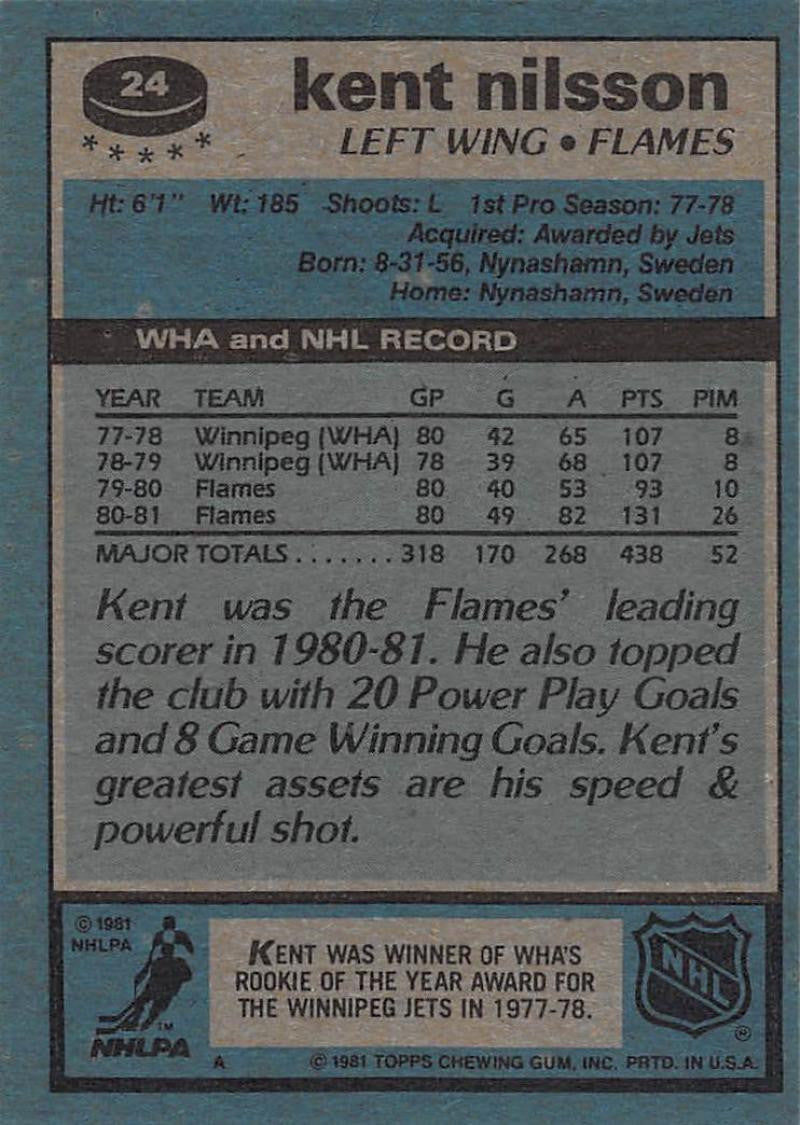 24
kent nilsson
* * * * *
LEFT WING • FLAMES
Ht: 6'1" Wt: 185 Shoots: L 1st Pro Season: 77-78
Acquired: Awarded by Jets
Born: 8-31-56, Nynashamn, Sweden
Home: Nynashamn, Sweden
WHA and NHL RECORD
YEAR TEAM GP G A PTS PIM
77-78 Winnipeg (WHA) 80 42 65 107 8
78-79 Winnipeg (WHA) 78 39 68 107 8
79-80 Flames 80 40 53 93 10
80-81 Flames 80 49 82 131 26
MAJOR TOTALS....... 318 170 268 438 52
Kent was the Flames' leading
scorer in 1980-81. He also topped
the club with 20 Power Play Goals
and 8 Game Winning Goals. Kent's
greatest assets are his speed &
powerful shot.
© 1981
NHLPA
TM
NHLPA
KENT WAS WINNER OF WHA'S
ROOKIE OF THE YEAR AWARD FOR
THE WINNIPEG JETS IN 1977-78.
NHL
®
A © 1981 TOPPS CHEWING GUM, INC. PRTD. IN U.S.A.